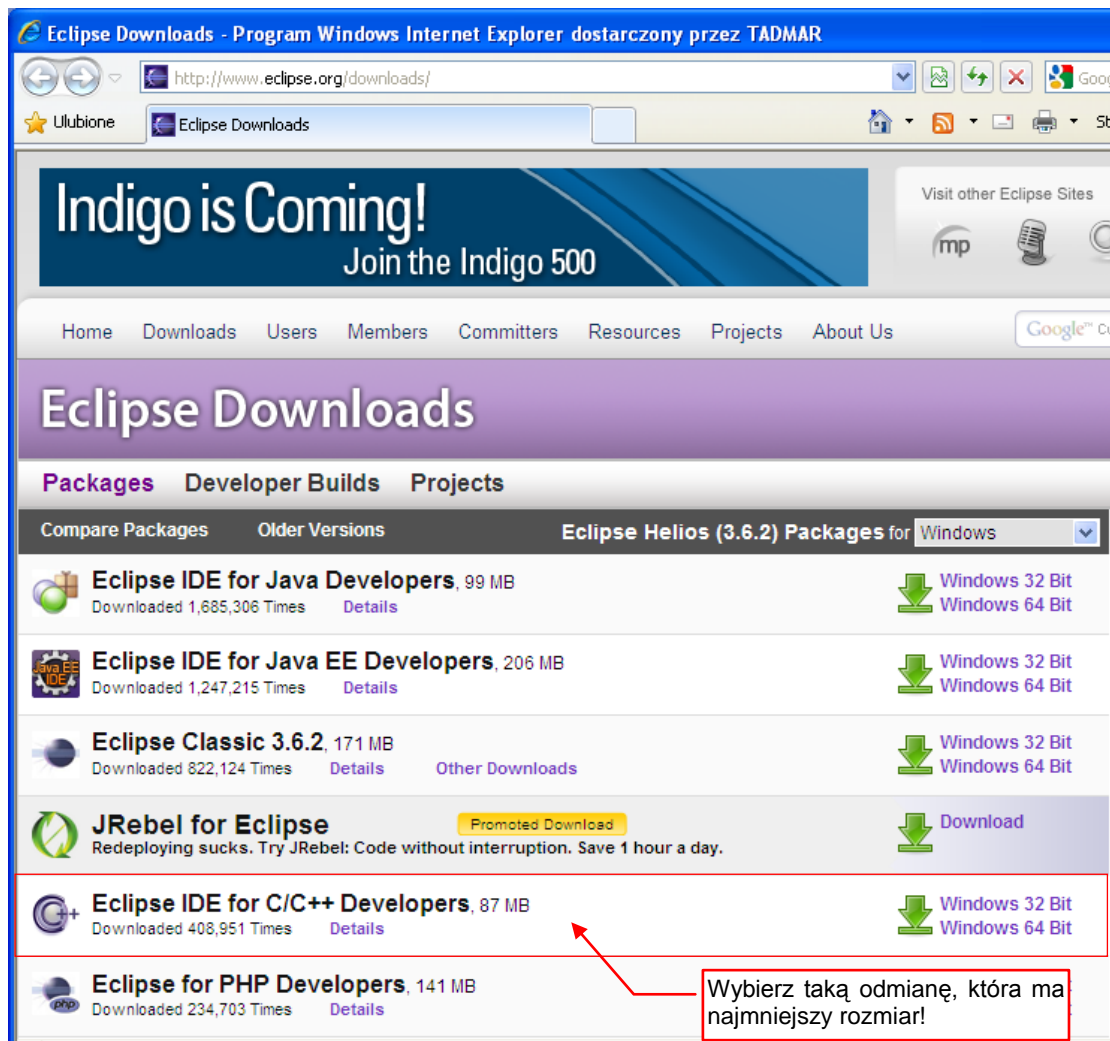 Eclipse Downloads - Program Windows Internet Explorer dostarczony przez TADMAR
http://www.eclipse.org/downloads/
Ulubione
Eclipse Downloads
Indigo is Coming!
Join the Indigo 500
Visit other Eclipse Sites
mp
Home Downloads Users Members Committers Resources Projects About Us
Google™
Eclipse Downloads
Packages Developer Builds Projects
Compare Packages Older Versions Eclipse Helios (3.6.2) Packages for Windows
Eclipse IDE for Java Developers, 99 MB
Downloaded 1,685,306 Times Details
Windows 32 Bit
Windows 64 Bit
Java EE
IDE
Eclipse IDE for Java EE Developers, 206 MB
Downloaded 1,247,215 Times Details
Windows 32 Bit
Windows 64 Bit
Eclipse Classic 3.6.2, 171 MB
Downloaded 822,124 Times Details Other Downloads
Windows 32 Bit
Windows 64 Bit
JRebel for Eclipse Promoted Download
Redeploying sucks. Try JRebel: Code without interruption. Save 1 hour a day.
Download
C++
Eclipse IDE for C/C++ Developers, 87 MB
Downloaded 408,951 Times Details
Windows 32 Bit
Windows 64 Bit
php
Eclipse for PHP Developers, 141 MB
Downloaded 234,703 Times Details
Wybierz taką odmianę, która ma
najmniejszy rozmiar!